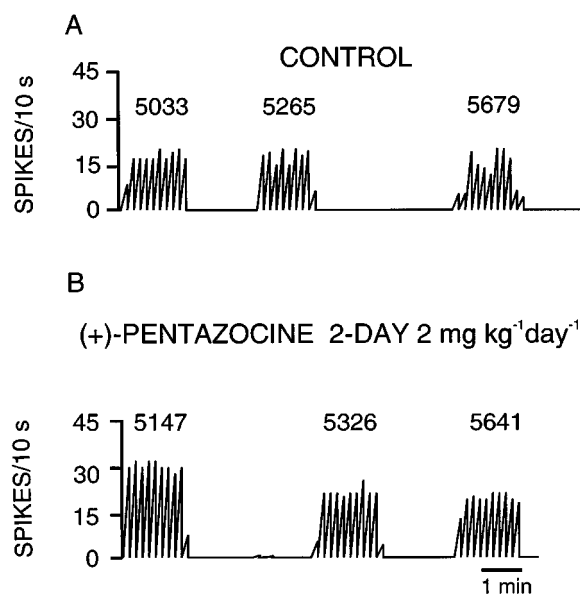 A
CONTROL
SPIKES/10 s
45
30
15
0
5033 5265 5679
B
(+)-PENTAZOCINE 2-DAY 2 mg kg⁻¹day⁻¹
SPIKES/10 s
45
30
15
0
5147 5326 5641
1 min